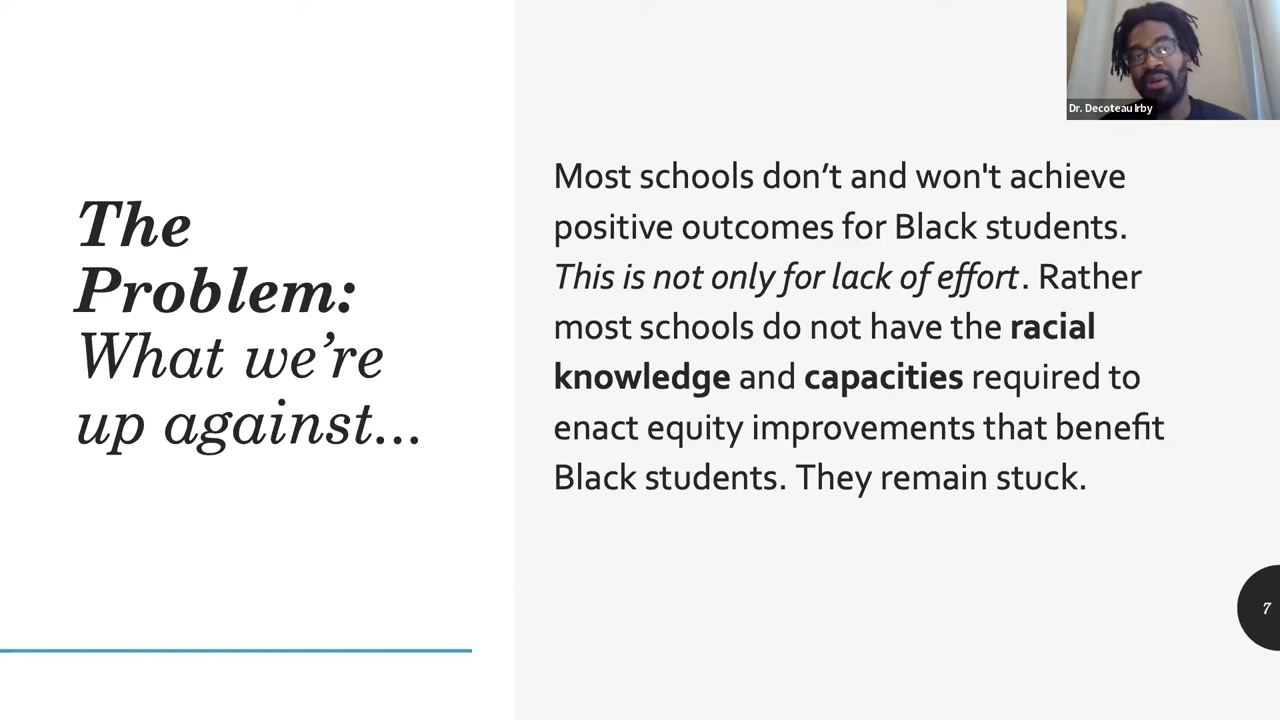 The
Problem:
What we’re
up against...
Most schools don’t and won't achieve
positive outcomes for Black students.
This is not only for lack of effort. Rather
most schools do not have the racial
knowledge and capacities required to
enact equity improvements that benefit
Black students. They remain stuck.
Dr. Decoteau Irby
7